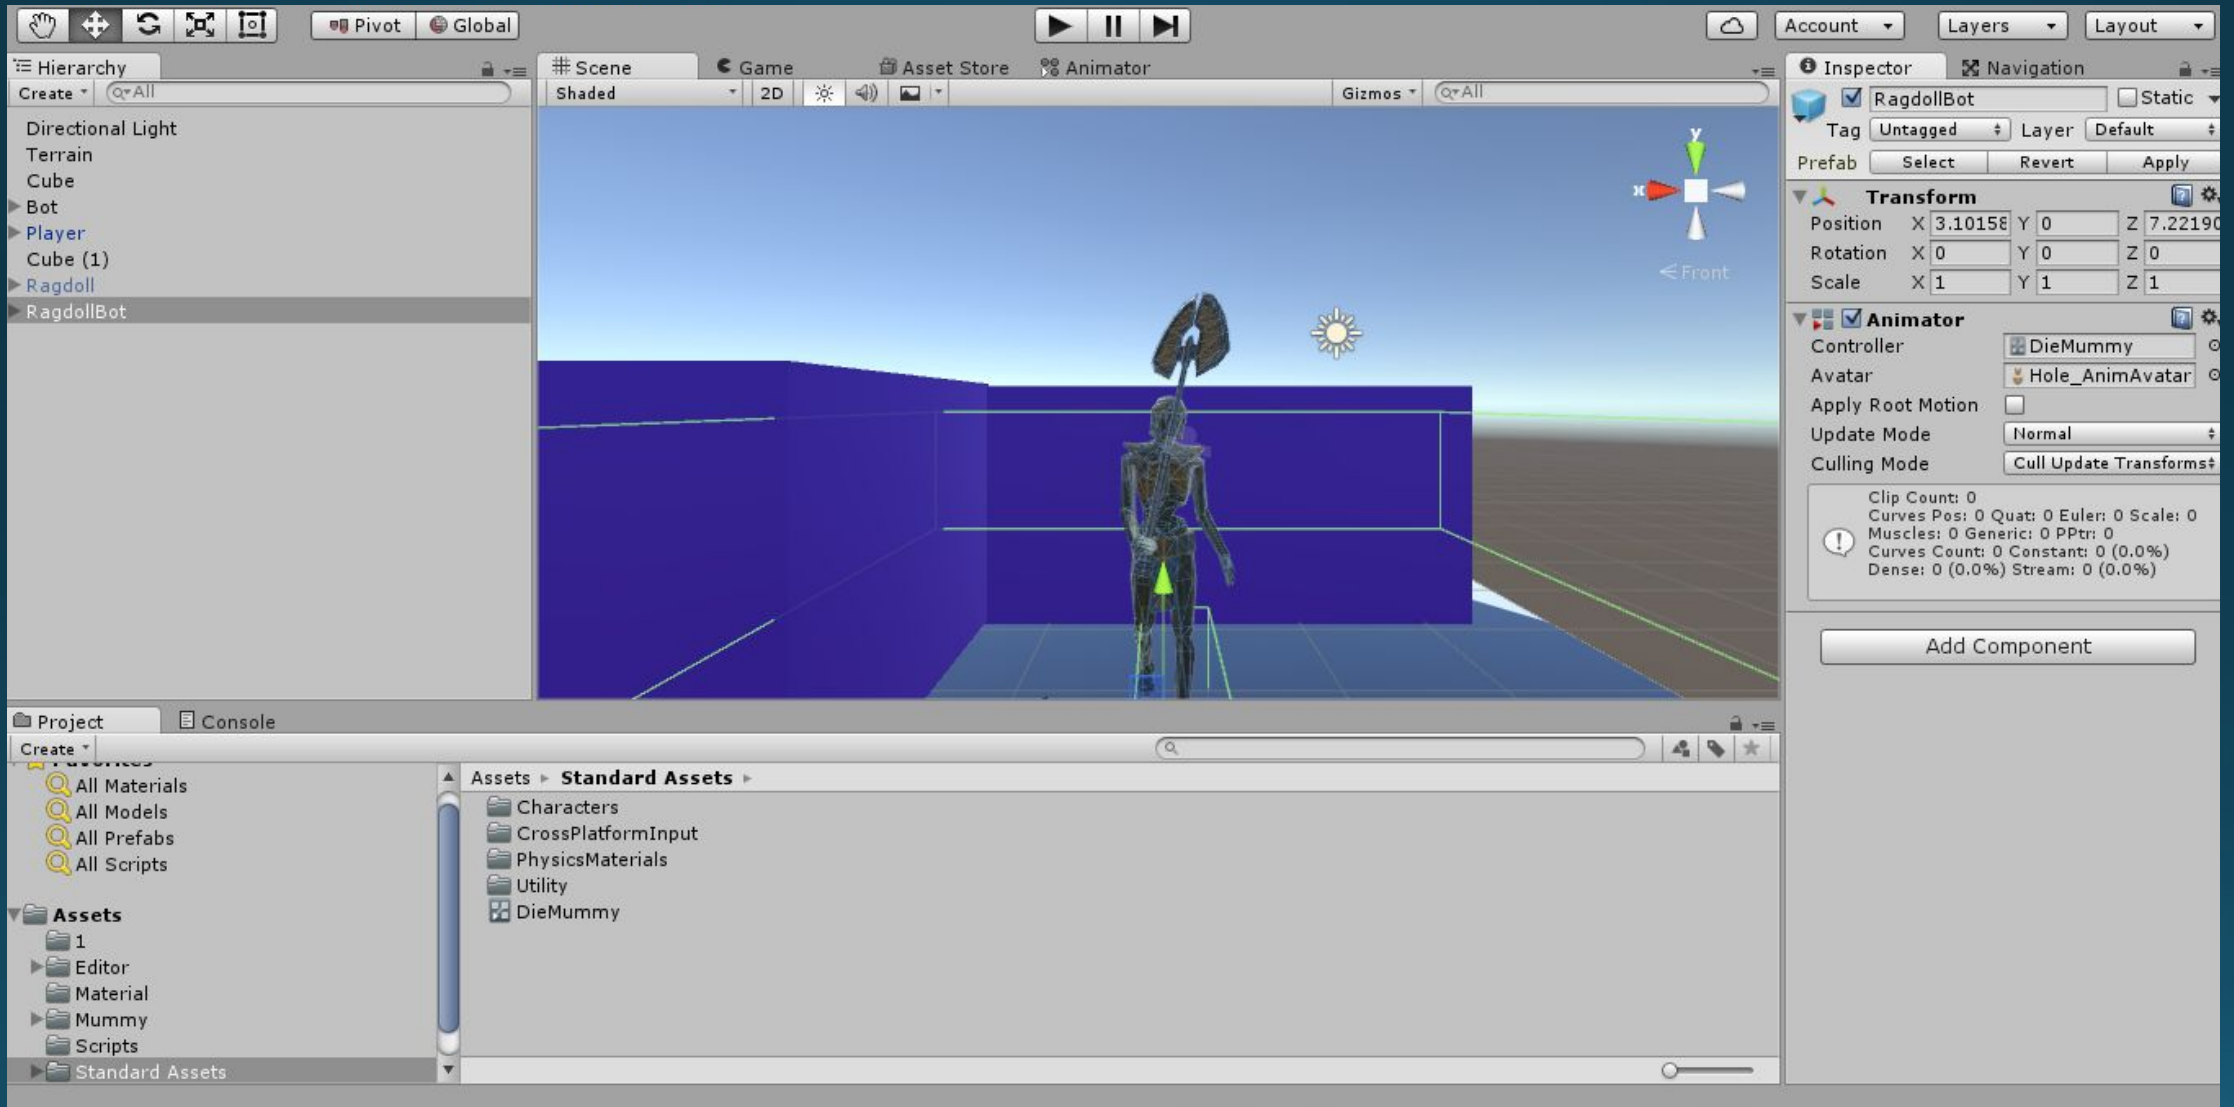 Pivot Global Account Layers Layout
Hierarchy
Create All
Directional Light
Terrain
Cube
Bot
Player
Cube (1)
Ragdoll
RagdollBot
Scene Game Asset Store Animator
Shaded 2D Gizmos All
y
x
Front
Inspector Navigation
RagdollBot Static
Tag Untagged Layer Default
Prefab Select Revert Apply
Transform
Position X 3.10158 Y 0 Z 7.22190
Rotation X 0 Y 0 Z 0
Scale X 1 Y 1 Z 1
Animator
Controller DieMummy
Avatar Hole_AnimAvatar
Apply Root Motion
Update Mode Normal
Culling Mode Cull Update Transforms
Clip Count: 0
Curves Pos: 0 Quat: 0 Euler: 0 Scale: 0
Muscles: 0 Generic: 0 PPtr: 0
Curves Count: 0 Constant: 0 (0.0%)
Dense: 0 (0.0%) Stream: 0 (0.0%)
Add Component
Project Console
Create
Favorites
All Materials
All Models
All Prefabs
All Scripts
Assets
1
Editor
Material
Mummy
Scripts
Standard Assets
Assets Standard Assets
Characters
CrossPlatformInput
PhysicsMaterials
Utility
DieMummy